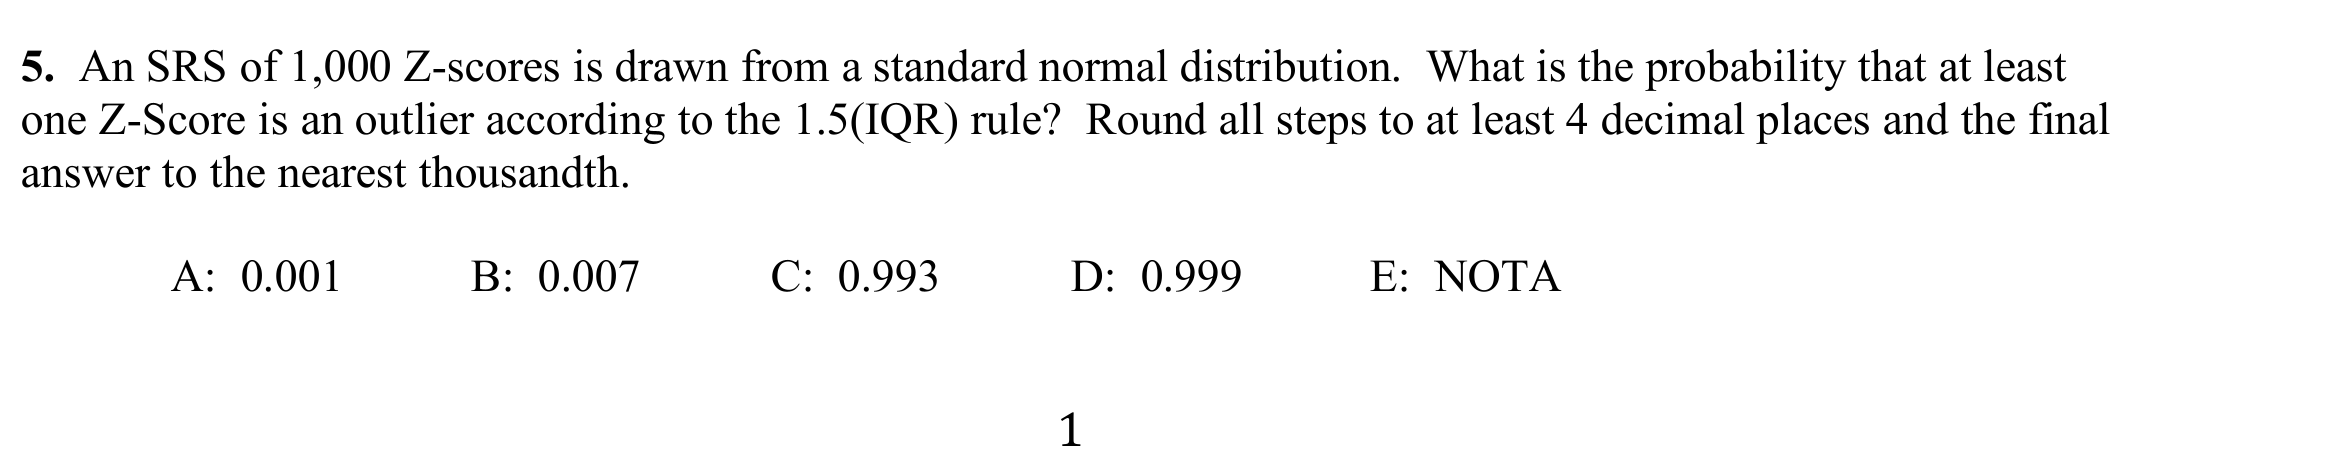 5. An SRS of 1,000 Z-scores is drawn from a standard normal distribution. What is the probability that at least
one Z-Score is an outlier according to the 1.5(IQR) rule? Round all steps to at least 4 decimal places and the final
answer to the nearest thousandth.
A: 0.001 B: 0.007 C: 0.993 D: 0.999 E: NOTA
1